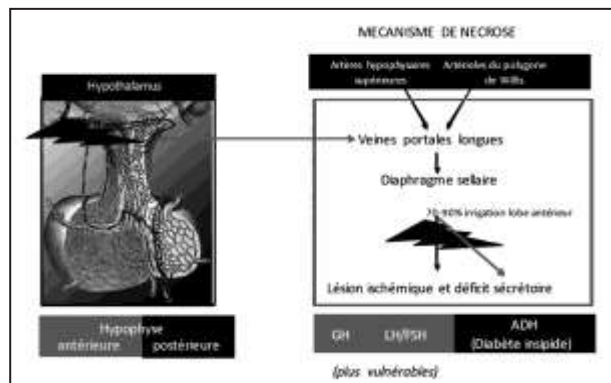 MECANISME DE NECROSE
Hypothalamus
Artères hypophysaires supérieures
Artérioles du polygone de Willis
Veines portales longues
Diaphragme sellaire
70-90% irrigation lobe antérieur
Lésion ischémique et déficit sécrétoire
Hypophyse
antérieure postérieure
GH LH/FSH
ADH
(Diabète insipide)
(plus vulnérables)